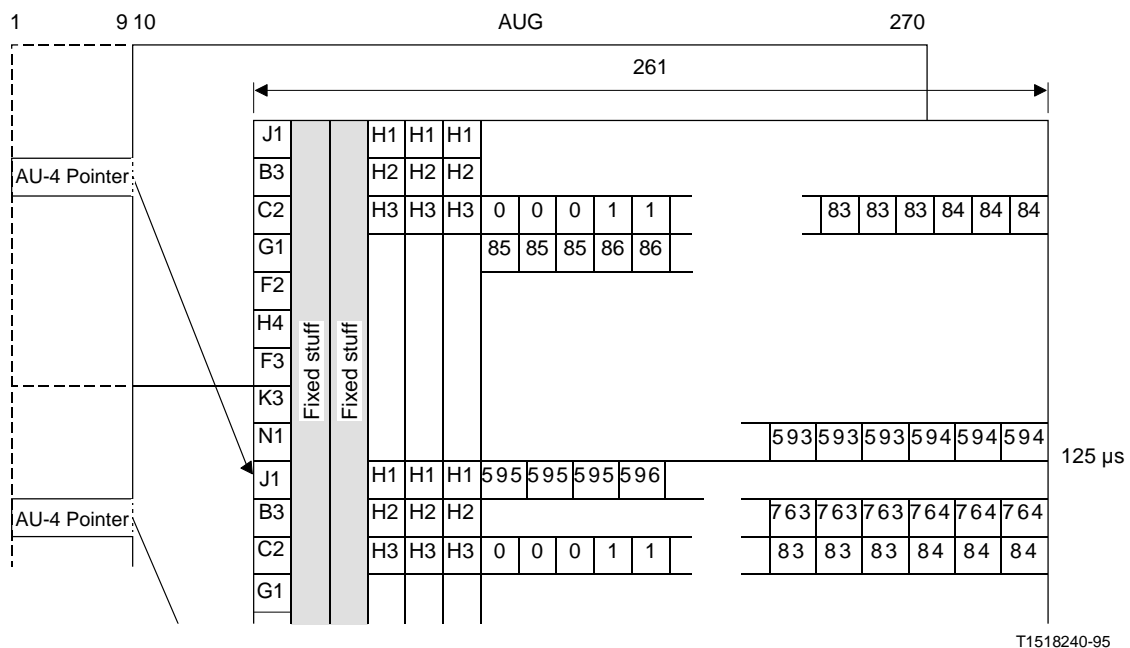 1 9 10 AUG 270
261
J1 H1 H1 H1
AU-4 Pointer B3 H2 H2 H2
C2 H3 H3 H3 0 0 0 1 1 83 83 83 84 84 84
G1 85 85 85 86 86
F2
H4
F3
Fixed stuff Fixed stuff
K3
N1 593 593 593 594 594 594
125 µs
J1 H1 H1 H1 595 595 595 596
AU-4 Pointer B3 H2 H2 H2 763 763 763 764 764 764
C2 H3 H3 H3 0 0 0 1 1 83 83 83 84 84 84
G1
T1518240-95